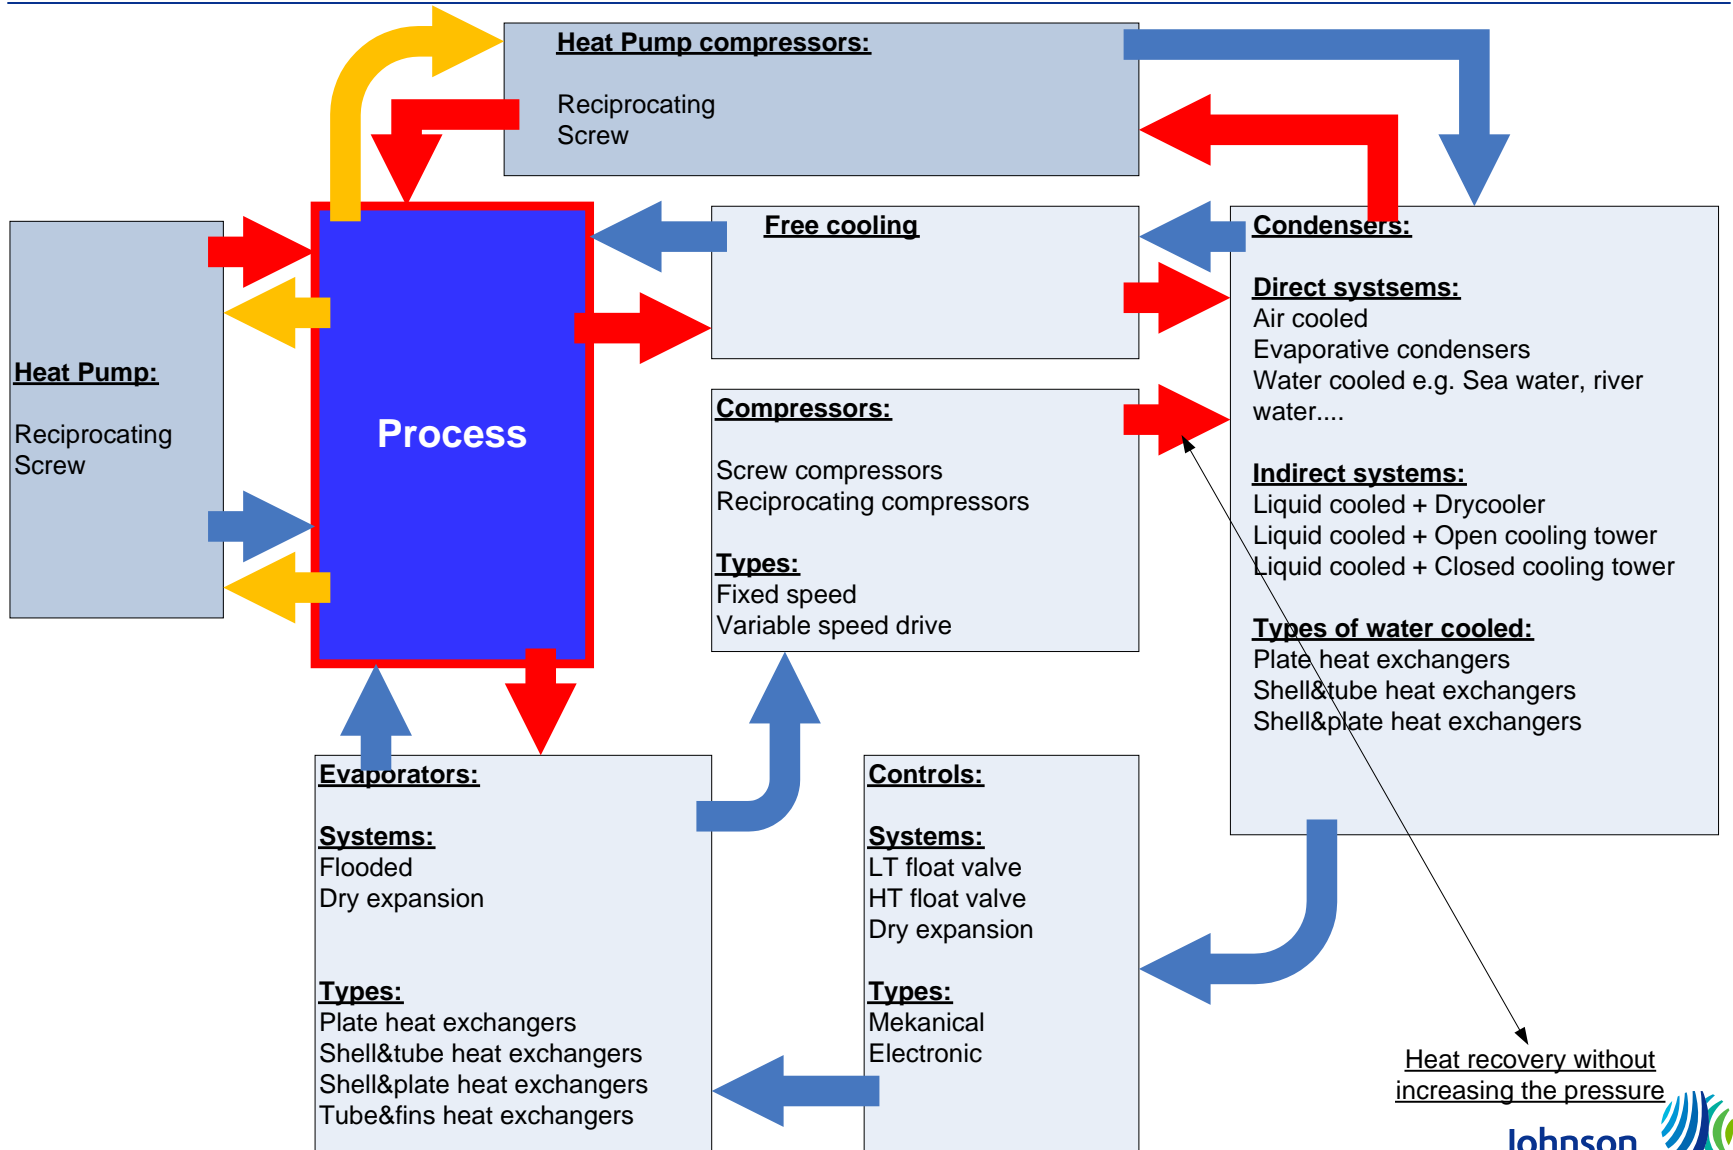 Heat Pump compressors:
Reciprocating
Screw
Free cooling
Condensers:
Direct systsems:
Air cooled
Evaporative condensers
Water cooled e.g. Sea water, river
water....
Indirect systems:
Liquid cooled + Drycooler
Liquid cooled + Open cooling tower
Liquid cooled + Closed cooling tower
Types of water cooled:
Plate heat exchangers
Shell&tube heat exchangers
Shell&plate heat exchangers
Heat Pump:
Reciprocating
Screw
Process
Compressors:
Screw compressors
Reciprocating compressors
Types:
Fixed speed
Variable speed drive
Evaporators:
Systems:
Flooded
Dry expansion
Types:
Plate heat exchangers
Shell&tube heat exchangers
Shell&plate heat exchangers
Tube&fins heat exchangers
Controls:
Systems:
LT float valve
HT float valve
Dry expansion
Types:
Mekanical
Electronic
Heat recovery without
increasing the pressure
Johnson